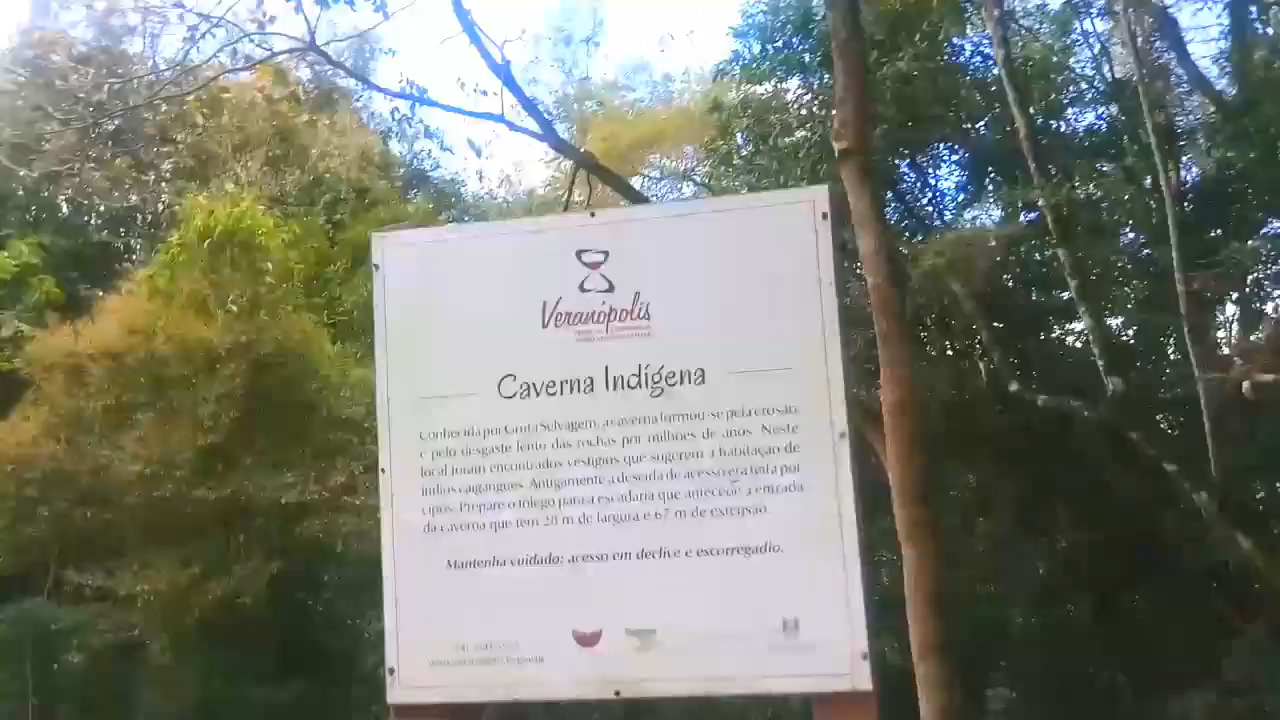 Veranópolis
Caverna Indígena
Conhecida por Gruta Selvagem, a caverna formou-se pela erosão
e pelo desgaste lento das rochas por milhões de anos. Neste
local foram encontrados vestígios que sugerem a habitação de
índios caigangues. Antigamente a descida de acesso era feita por
cipós. Prepare o fôlego para a escadaria que antecede a entrada
da caverna que tem 28 m de largura e 67 m de extensão.
Mantenha cuidado: acesso em declive e escorregadio.